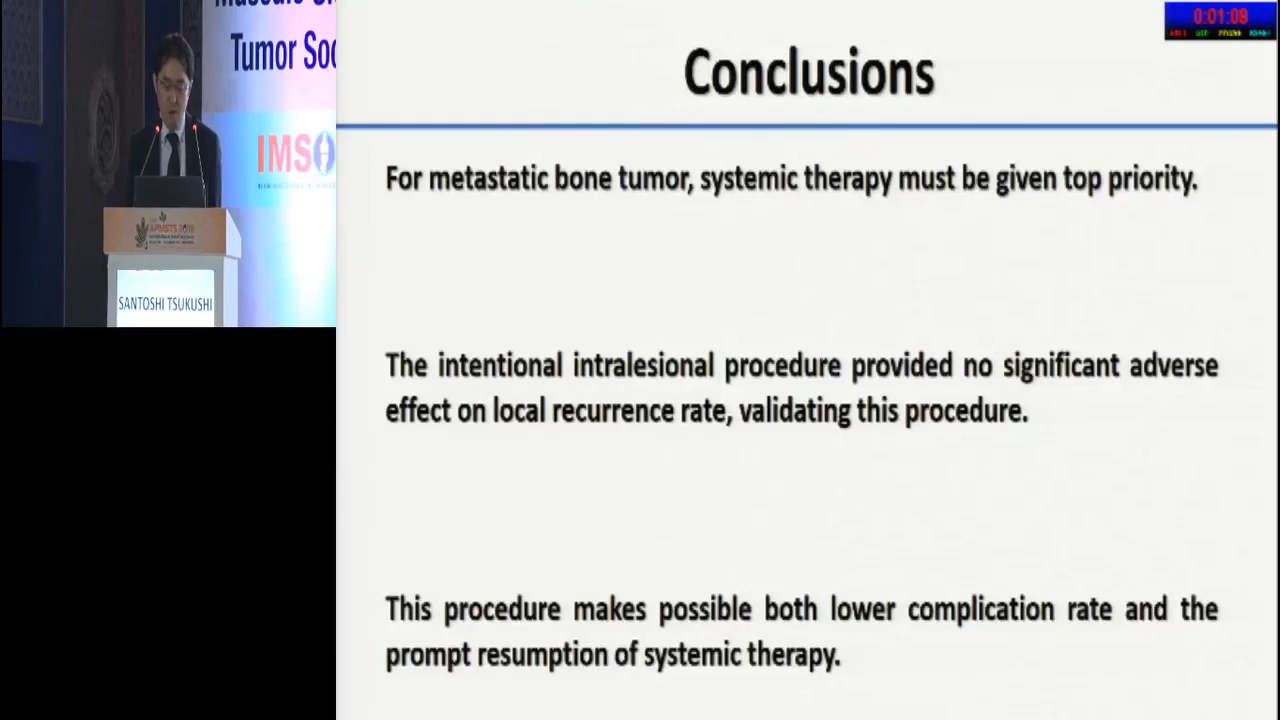 Tumor Soc
IMS
SANTOSHI TSUKUSHI
0:01:08
Conclusions
For metastatic bone tumor, systemic therapy must be given top priority.
The intentional intralesional procedure provided no significant adverse
effect on local recurrence rate, validating this procedure.
This procedure makes possible both lower complication rate and the
prompt resumption of systemic therapy.